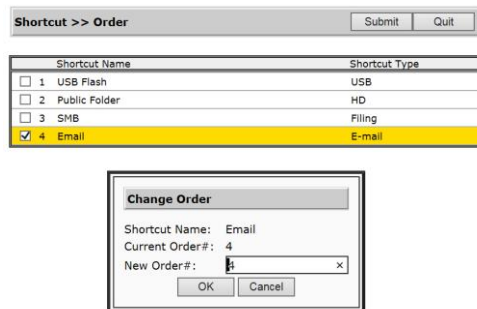 Shortcut >> Order Submit Quit
Shortcut Name Shortcut Type
1 USB Flash USB
2 Public Folder HD
3 SMB Filing
4 Email E-mail
Change Order
Shortcut Name: Email
Current Order#: 4
New Order#: 4 ×
OK Cancel